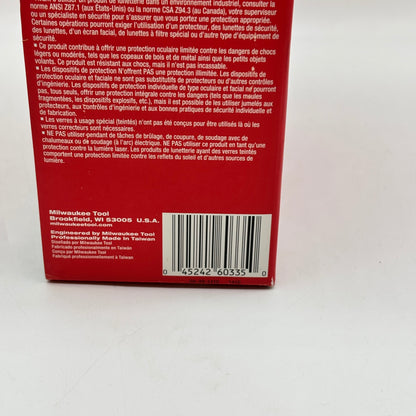 norme ANSI Z87.1 (aux États-Unis) ou la norme CSA Z94.3 (au Canada), votre superviseur
ou un spécialiste en sécurité pour s'assurer que vous portez une protection appropriée.
Certaines opérations peuvent exiger l'utilisation d'un protecteur, des lunettes de sécurité,
des lunettes, d'un écran facial, de lunettes à filtre spécial ou d'autre type d'équipement de
sécurité.
• Ce produit contribue à offrir une protection oculaire limitée contre les dangers de chocs
légers ou modérés, tels que les copeaux de bois et de métal ainsi que les petits objets
volants. Ce produit est résistant aux chocs, mais il n'est pas incassable.
• Les dispositifs de protection N'OFFRENT PAS une protection illimitée. Les dispositifs de
protection oculaire et faciale ne sont pas substituts de protecteurs ou d'autres contrôles
d'ingénierie. Les dispositifs de protection individuelle de type oculaire et facial ne pourront
pas, tous seuls, offrir une protection intégrale contre les dangers (tels que les meules
fragmentées, les dispositifs explosifs, etc.), mais il est possible de les utiliser jumelés aux
protecteurs, aux contrôles d'ingénierie et aux bonnes pratiques de sécurité individuelle et
de fabrication.
• Les verres à usage spécial (teintés) n'ont pas été conçus pour être utilisés là où les
verres correcteurs sont nécessaires.
• NE PAS utiliser pendant de tâches de brûlage, de coupure, de soudage avec de
chalumeaux ou de soudage (à l'arc) électrique. NE PAS utiliser ce produit en tant qu'une
protection contre la lumière laser. Les produits de lunetterie ayant des verres teintés
comportent une protection limitée contre les reflets du soleil et d'autres sources de
lumière.
Milwaukee Tool
Brookfield, WI 53005 U.S.A.
milwaukeetool.com
Engineered by Milwaukee Tool
Professionally Made in Taiwan
Diseñado por Milwaukee Tool
Fabricado profesionalmente en Taiwán
Conçu par Milwaukee Tool
Fabriqué professionnellement à Taiwan
0 45242 60335 0